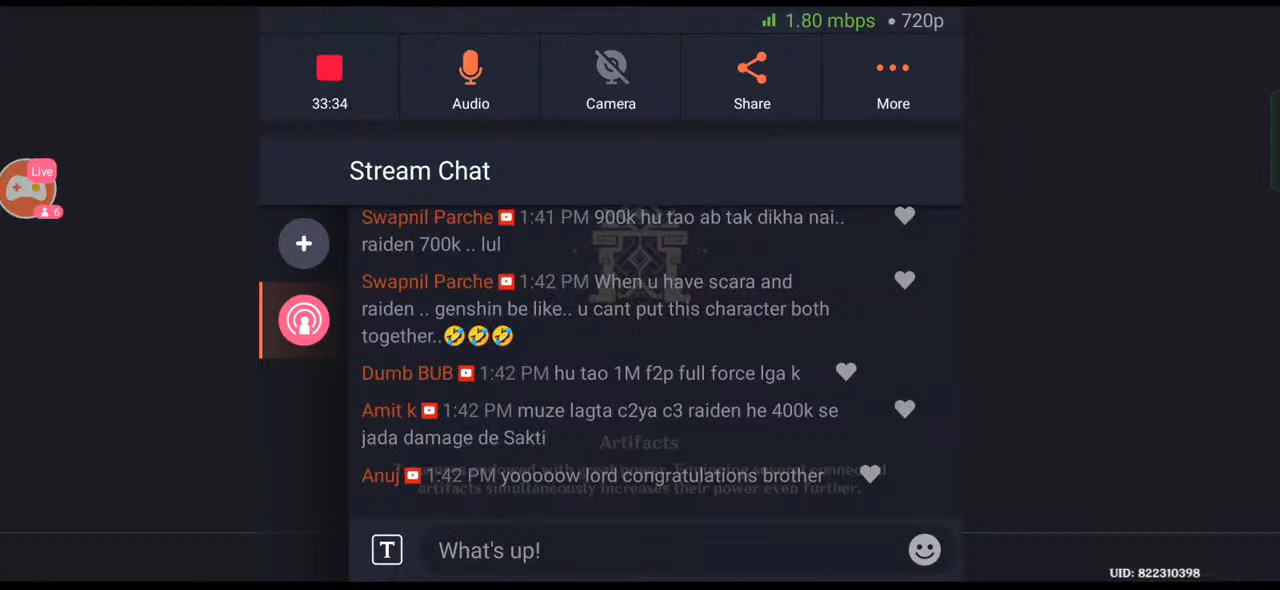 1.80 mbps • 720p
33:34
Audio
Camera
Share
More
Live
6
Stream Chat
Swapnil Parche 1:41 PM 900k hu tao ab tak dikha nai..
raiden 700k .. lul
Swapnil Parche 1:42 PM When u have scara and
raiden .. genshin be like.. u cant put this character both
together..🤣🤣🤣
Dumb BUB 1:42 PM hu tao 1M f2p full force lga k
Amit k 1:42 PM muze lagta c2ya c3 raiden he 400k se
jada damage de Sakti
Artifacts
Anuj 1:42 PM yooooow lord congratulations brother
artifacts simultaneously increases their power even further.
T What's up!
UID: 822310398